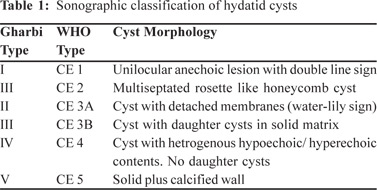 Table 1: Sonographic classification of hydatid cysts
Gharbi WHO Cyst Morphology
Type Type
I CE 1 Unilocular anechoic lesion with double line sign
III CE 2 Multiseptated rosette like honeycomb cyst
II CE 3A Cyst with detached membranes (water-lily sign)
III CE 3B Cyst with daughter cysts in solid matrix
IV CE 4 Cyst with hetrogenous hypoechoic/ hyperechoic
contents. No daughter cysts
V CE 5 Solid plus calcified wall